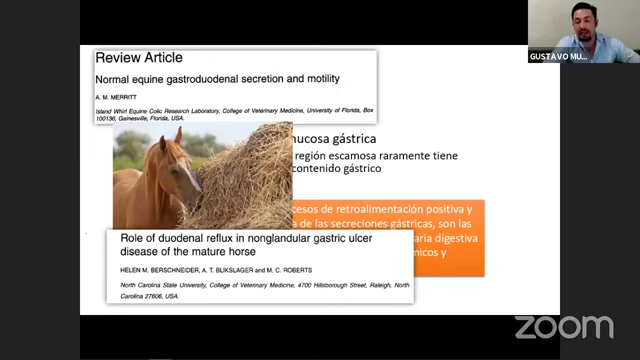 GUSTAVO MU...
Review Article
Normal equine gastroduodenal secretion and motility
A. M. MERRITT
Island Whirl Equine Colic Research Laboratory, College of Veterinary Medicine, University of Florida, Box
100136, Gainesville, Florida, USA.
mucosa gástrica
región escamosa raramente tiene
contenido gástrico
cesos de retroalimentación positiva y
a de las secreciones gástricas, son las
aria digestiva
micos y
Role of duodenal reflux in nonglandular gastric ulcer
disease of the mature horse
HELEN M. BERSCHNEIDER, A. T. BLIKSLAGER and M. C. ROBERTS
North Carolina State University, College of Veterinary Medicine, 4700 Hillsborough Street, Raleigh, North
Carolina 27606, USA.
zoom